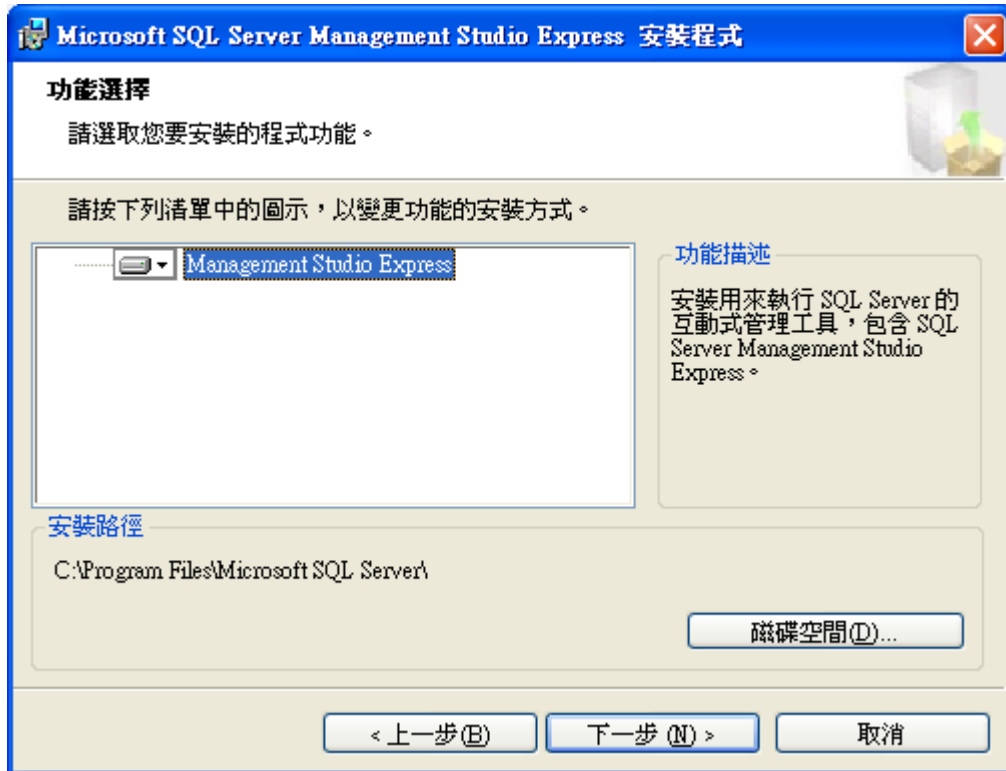 Microsoft SQL Server Management Studio Express 安裝程式
功能選擇
請選取您要安裝的程式功能。
請按下列清單中的圖示，以變更功能的安裝方式。
Management Studio Express
功能描述
安裝用來執行 SQL Server 的
互動式管理工具，包含 SQL
Server Management Studio
Express。
安裝路徑
C:\Program Files\Microsoft SQL Server\
磁碟空間(D)...
<上一步(B)
下一步 (N) >
取消